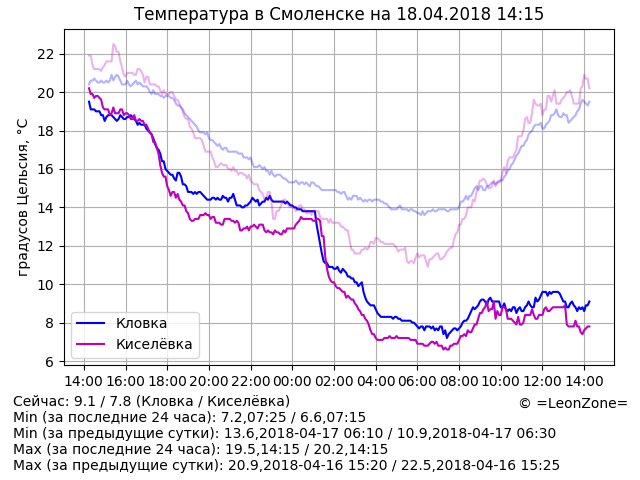 Температура в Смоленске на 18.04.2018 14:15
градусов Цельсия, °C
22
20
18
16
14
12
10
8
6
Кловка
Киселёвка
14:00 16:00 18:00 20:00 22:00 00:00 02:00 04:00 06:00 08:00 10:00 12:00 14:00
Сейчас: 9.1 / 7.8 (Кловка / Киселёвка)
© =LeonZone=
Min (за последние 24 часа): 7.2,07:25 / 6.6,07:15
Min (за предыдущие сутки): 13.6,2018-04-17 06:10 / 10.9,2018-04-17 06:30
Max (за последние 24 часа): 19.5,14:15 / 20.2,14:15
Max (за предыдущие сутки): 20.9,2018-04-16 15:20 / 22.5,2018-04-16 15:25